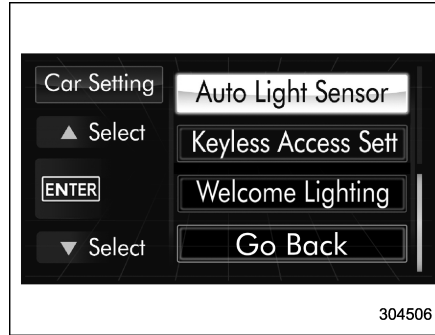 Car Setting
Auto Light Sensor
▲ Select
Keyless Access Sett
ENTER
Welcome Lighting
▼ Select
Go Back
304506